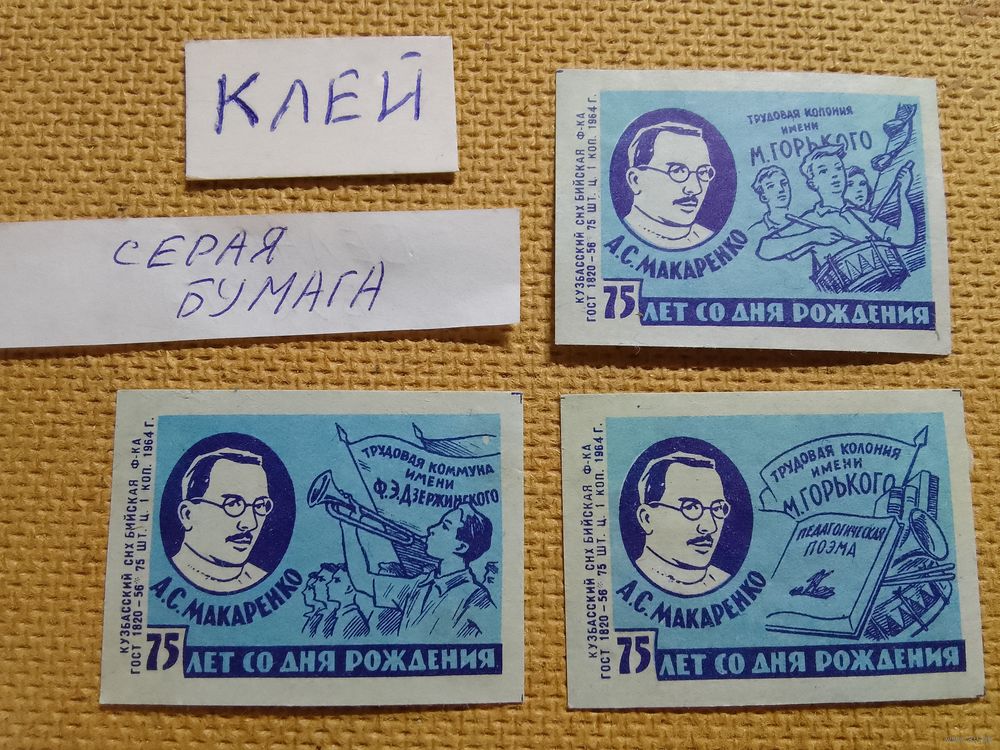 КЛЕЙ
СЕРАЯ
БУМАГА
КУЗБАССКИЙ СНХ БИЙСКАЯ Ф-КА
ГОСТ 1820-56 75 ШТ. Ц. 1 КОП. 1964 Г.
ТРУДОВАЯ КОЛОНИЯ
ИМЕНИ
М. ГОРЬКОГО
А.С. МАКАРЕНКО
75 ЛЕТ СО ДНЯ РОЖДЕНИЯ
КУЗБАССКИЙ СНХ БИЙСКАЯ Ф-КА
ГОСТ 1820-56 75 ШТ. Ц. 1 КОП. 1964 Г.
ТРУДОВАЯ КОММУНА
ИМЕНИ
Ф.Э. ДЗЕРЖИНСКОГО
А.С. МАКАРЕНКО
75 ЛЕТ СО ДНЯ РОЖДЕНИЯ
КУЗБАССКИЙ СНХ БИЙСКАЯ Ф-КА
ГОСТ 1820-56 75 ШТ. Ц. 1 КОП. 1964 Г.
ТРУДОВАЯ КОЛОНИЯ
ИМЕНИ
М. ГОРЬКОГО
ПЕДАГОГИЧЕСКАЯ
ПОЭМА
А.С. МАКАРЕНКО
75 ЛЕТ СО ДНЯ РОЖДЕНИЯ